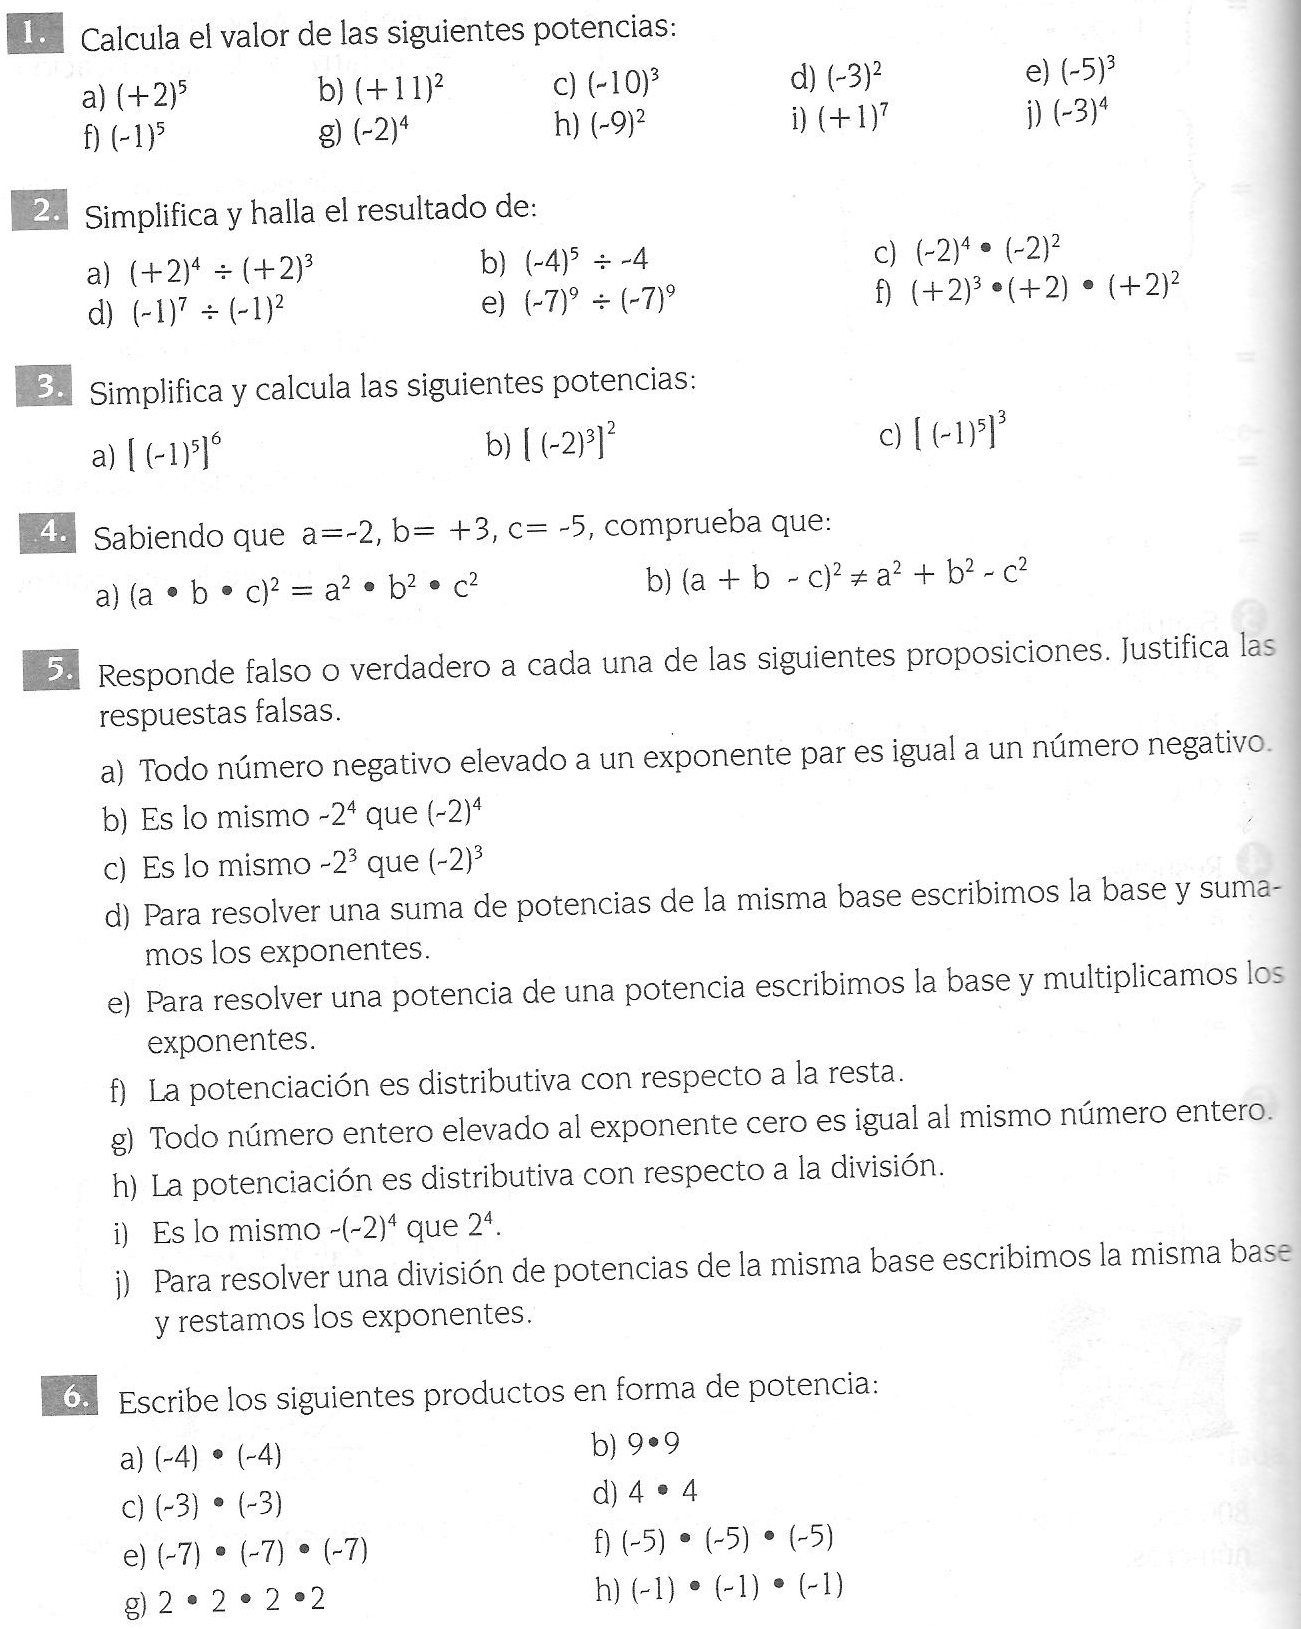 1. Calcula el valor de las siguientes potencias:
a) (+2)⁵ b) (+11)² c) (-10)³ d) (-3)² e) (-5)³
f) (-1)⁵ g) (-2)⁴ h) (-9)² i) (+1)⁷ j) (-3)⁴
2. Simplifica y halla el resultado de:
a) (+2)⁴ ÷ (+2)³ b) (-4)⁵ ÷ -4 c) (-2)⁴ • (-2)²
d) (-1)⁷ ÷ (-1)² e) (-7)⁹ ÷ (-7)⁹ f) (+2)³ •(+2) • (+2)²
3. Simplifica y calcula las siguientes potencias:
a) [ (-1)⁵]⁶ b) [ (-2)³]² c) [ (-1)⁵]³
4. Sabiendo que a=-2, b= +3, c= -5, comprueba que:
a) (a • b • c)² = a² • b² • c² b) (a + b - c)² ≠ a² + b² - c²
5. Responde falso o verdadero a cada una de las siguientes proposiciones. Justifica las
respuestas falsas.
a) Todo número negativo elevado a un exponente par es igual a un número negativo.
b) Es lo mismo -2⁴ que (-2)⁴
c) Es lo mismo -2³ que (-2)³
d) Para resolver una suma de potencias de la misma base escribimos la base y suma-
mos los exponentes.
e) Para resolver una potencia de una potencia escribimos la base y multiplicamos los
exponentes.
f) La potenciación es distributiva con respecto a la resta.
g) Todo número entero elevado al exponente cero es igual al mismo número entero.
h) La potenciación es distributiva con respecto a la división.
i) Es lo mismo -(-2)⁴ que 2⁴.
j) Para resolver una división de potencias de la misma base escribimos la misma base
y restamos los exponentes.
6. Escribe los siguientes productos en forma de potencia:
a) (-4) • (-4) b) 9•9
c) (-3) • (-3) d) 4 • 4
e) (-7) • (-7) • (-7) f) (-5) • (-5) • (-5)
g) 2 • 2 • 2 •2 h) (-1) • (-1) • (-1)